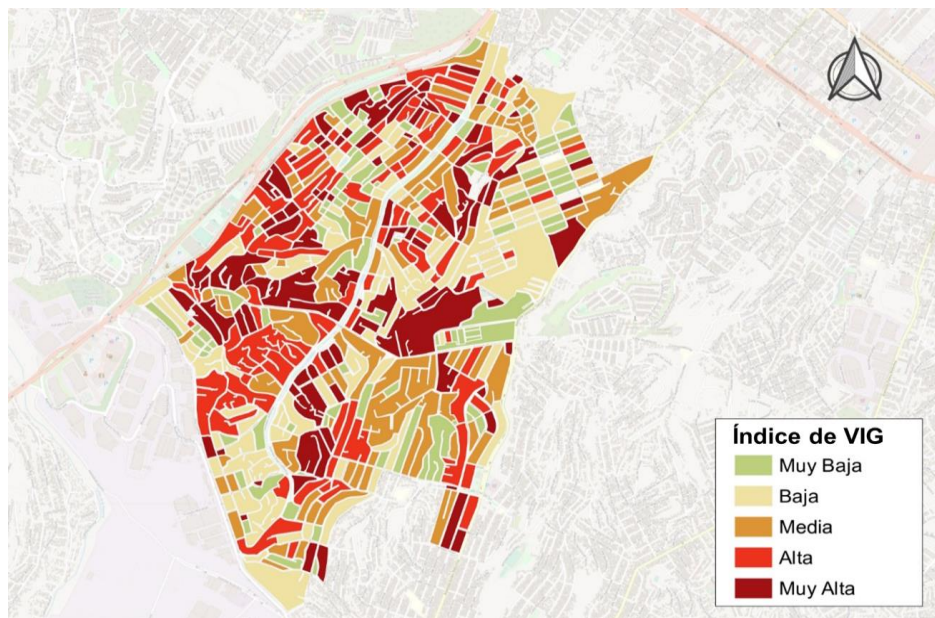 Índice de VIG
Muy Baja
Baja
Media
Alta
Muy Alta